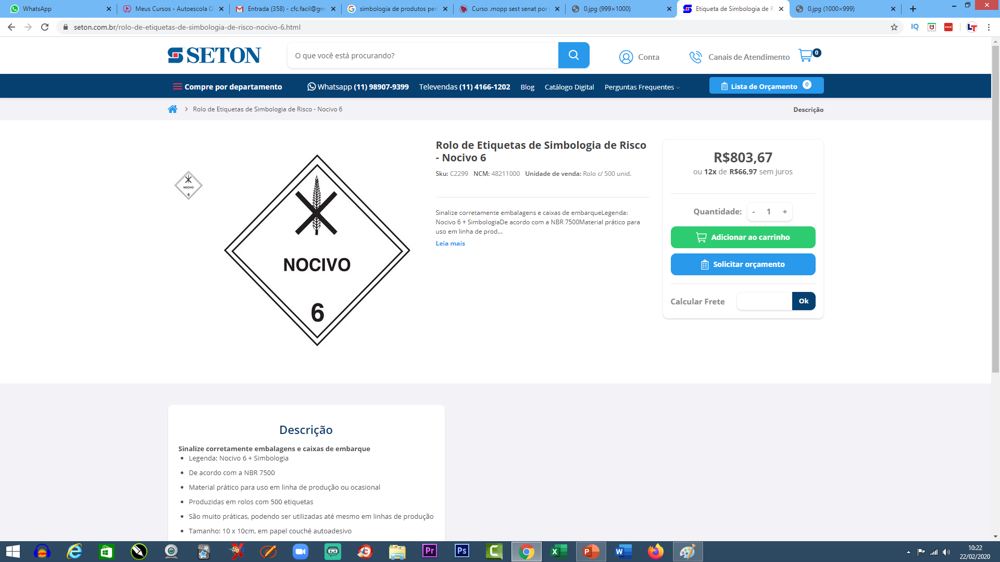 WhatsApp
Meus Cursos - Autoescola O
Entrada (358) - cfc.facil@gm
simbologia de produtos per
Curso .mopp sest senat por
0.jpg (999×1000)
Etiqueta de Simbologia de R
0.jpg (1000×999)
seton.com.br/rolo-de-etiquetas-de-simbologia-de-risco-nocivo-6.html
IQ
LT
SETON
O que você está procurando?
Conta
Canais de Atendimento
0
Compre por departamento
Whatsapp (11) 98907-9399
Televendas (11) 4166-1202
Blog
Catálogo Digital
Perguntas Frequentes
Lista de Orçamento 0
Rolo de Etiquetas de Simbologia de Risco - Nocivo 6
Descrição
NOCIVO
6
NOCIVO
6
Rolo de Etiquetas de Simbologia de Risco
- Nocivo 6
Sku: C2299 NCM: 48211000 Unidade de venda: Rolo c/ 500 unid.
Sinalize corretamente embalagens e caixas de embarqueLegenda:
Nocivo 6 + SimbologiaDe acordo com a NBR 7500Material prático para
uso em linha de prod...
Leia mais
R$803,67
ou 12x de R$66,97 sem juros
Quantidade: - 1 +
Adicionar ao carrinho
Solicitar orçamento
Calcular Frete
Ok
Descrição
Sinalize corretamente embalagens e caixas de embarque
Legenda: Nocivo 6 + Simbologia
De acordo com a NBR 7500
Material prático para uso em linha de produção ou ocasional
Produzidas em rolos com 500 etiquetas
São muito práticas, podendo ser utilizadas até mesmo em linhas de produção
Tamanho: 10 x 10cm, em papel couché autoadesivo
Pr
Ps
10:22
22/02/2020